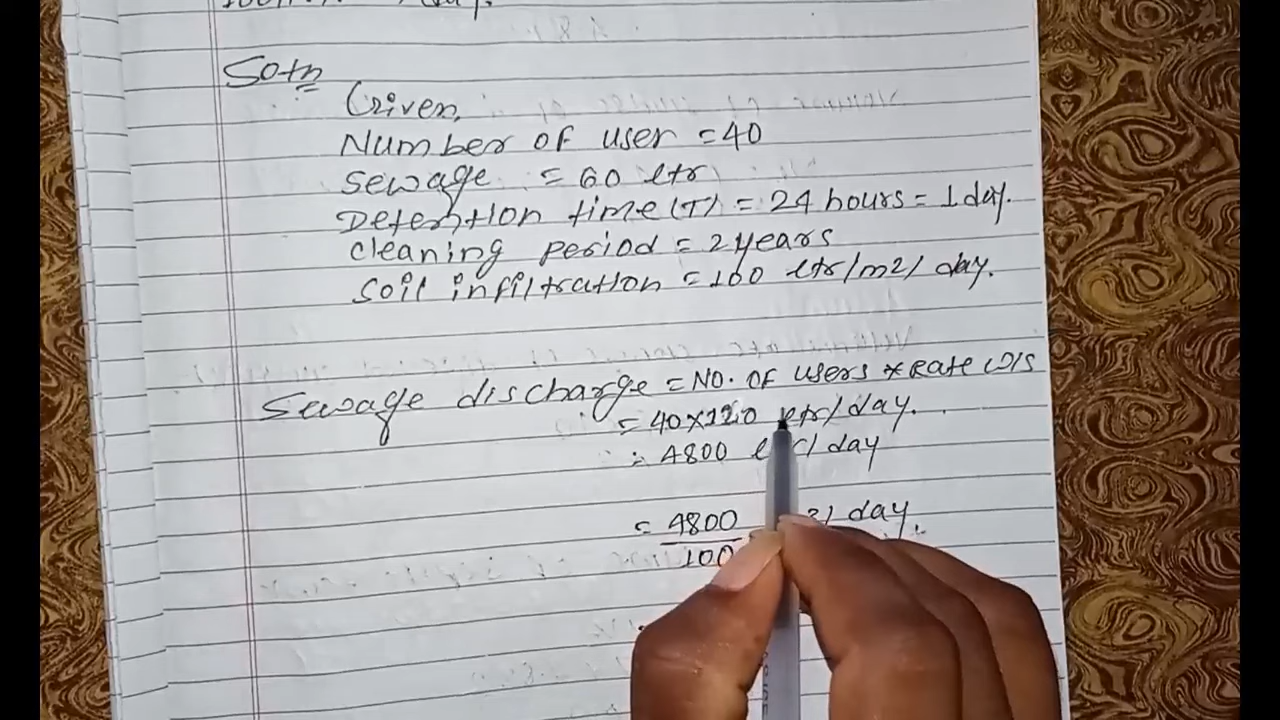 Soln
Given,
Number of user = 40
sewage = 60 ltr
Detention time (T) = 24 hours = 1 day.
cleaning period = 2 years
soil infiltration = 100 ltr/m2/ day.
Sewage discharge = No. of users * Rate w/s
= 40×120 ltr/day.
= 4800 day
= 4800 day.
100